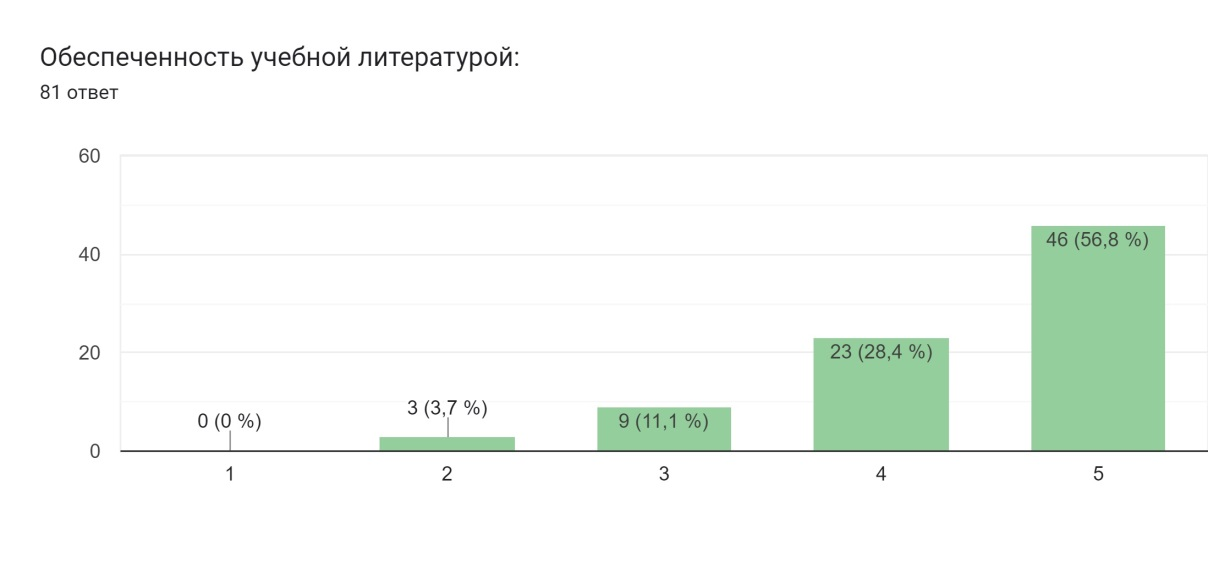 Обеспеченность учебной литературой:
81 ответ
60
40
20
0
0 (0 %)
3 (3,7 %)
9 (11,1 %)
23 (28,4 %)
46 (56,8 %)
1 2 3 4 5